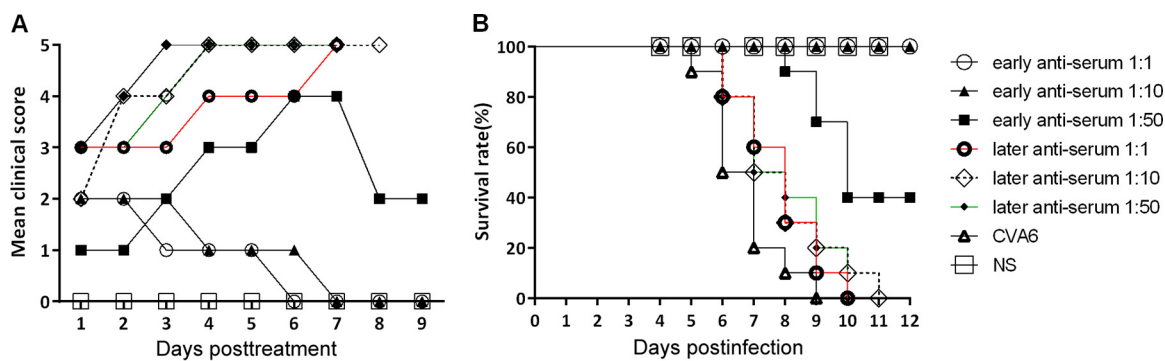 A
Mean clinical score
5
4
3
2
1
0
1 2 3 4 5 6 7 8 9
Days posttreatment
B
Survival rate(%)
100
80
60
40
20
0
0 1 2 3 4 5 6 7 8 9 10 11 12
Days postinfection
early anti-serum 1:1
early anti-serum 1:10
early anti-serum 1:50
later anti-serum 1:1
later anti-serum 1:10
later anti-serum 1:50
CVA6
NS